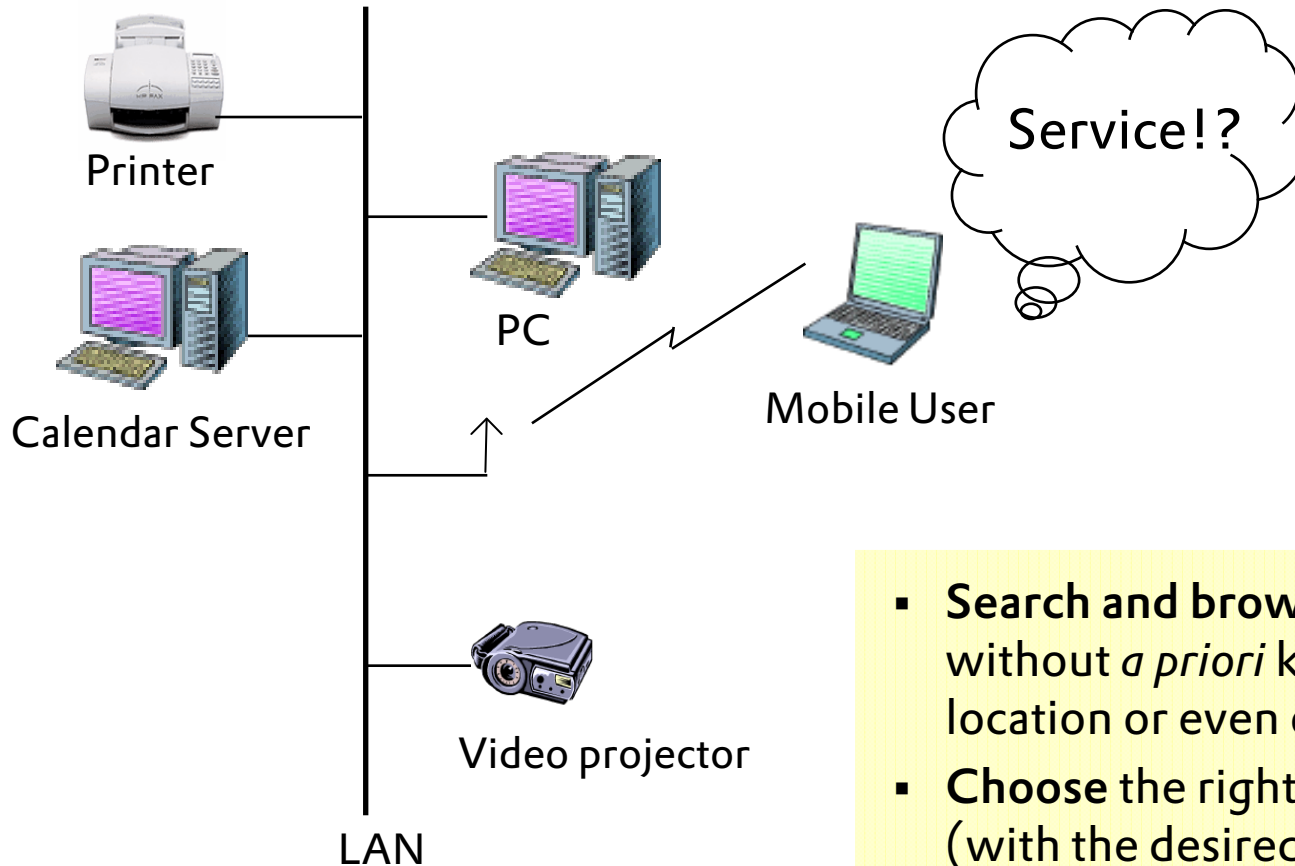 Service!?
Printer
PC
Mobile User
Calendar Server
Video projector
LAN
▪ Search and brow
without a priori k
location or even
▪ Choose the right
(with the desired